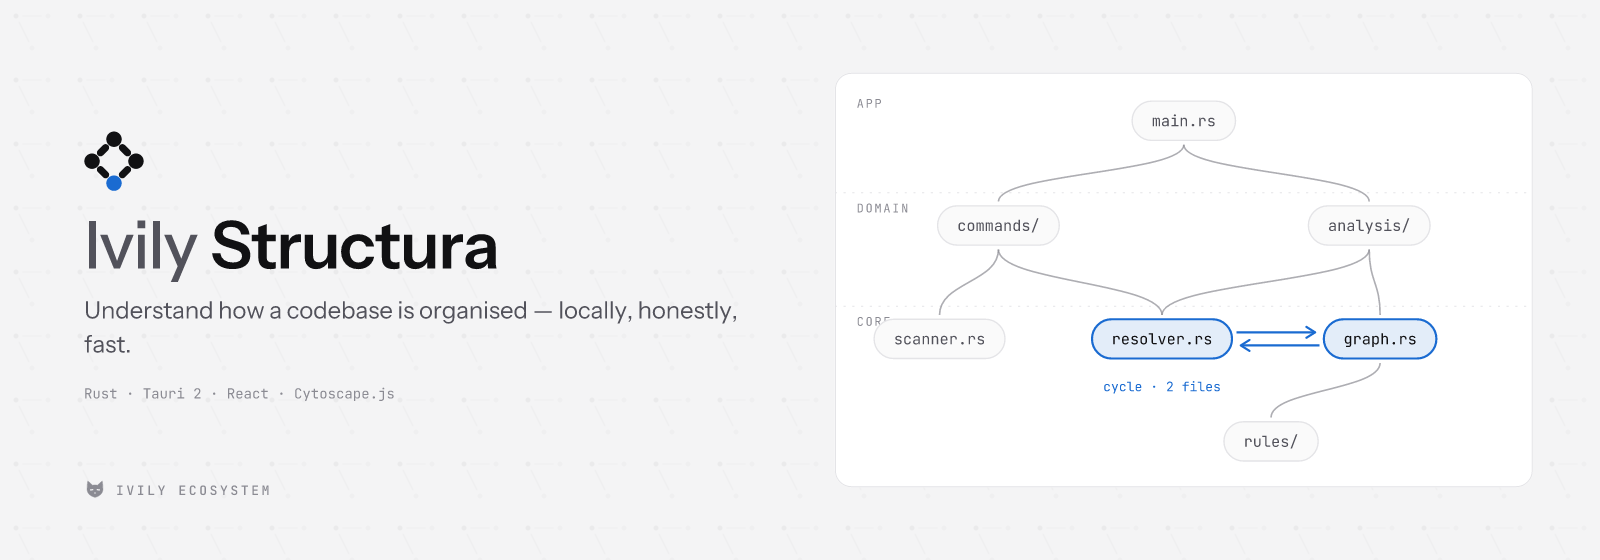 Ivily Structura
Understand how a codebase is organised — locally, honestly,
fast.
Rust · Tauri 2 · React · Cytoscape.js
IVILY ECOSYSTEM
APP
main.rs
DOMAIN
commands/
analysis/
CORE
scanner.rs
resolver.rs
graph.rs
cycle · 2 files
rules/